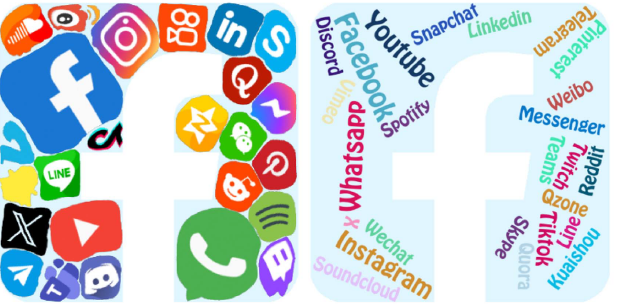 LINE
Discord
Facebook
Youtube
Snapchat
Linkedin
Telegram
Pinterest
Vimeo
Spotify
Weibo
Messenger
Whatsapp
Teams
Twitch
Reddit
Qzone
X
Wechat
Instagram
Soundcloud
Skype
Quora
Tiktok
Line
Kuaishou